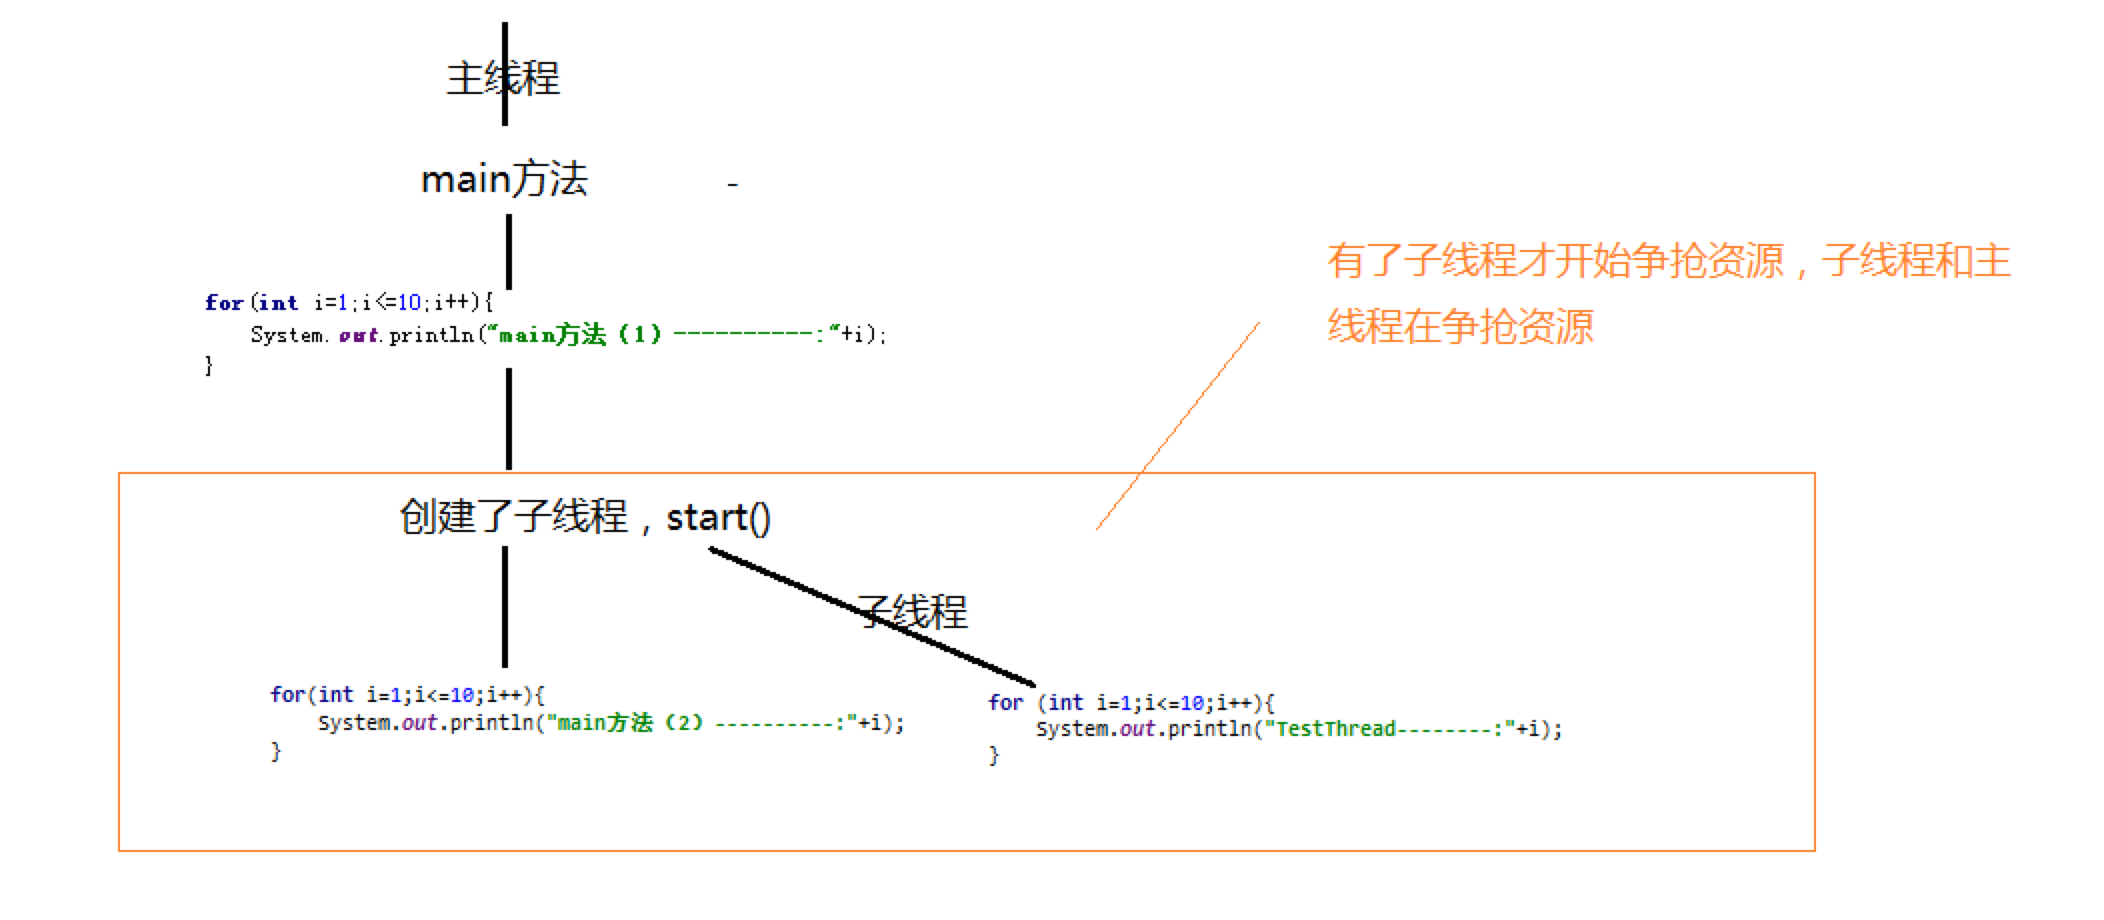 主线程
main方法
-
for(int i=1;i<=10;i++){
    System.out.println("main方法（1）----------:"+i);
}
有了子线程才开始争抢资源，子线程和主
线程在争抢资源
创建了子线程，start()
子线程
for(int i=1;i<=10;i++){
    System.out.println("main方法（2）----------:"+i);
}
for (int i=1;i<=10;i++){
    System.out.println("TestThread--------:"+i);
}